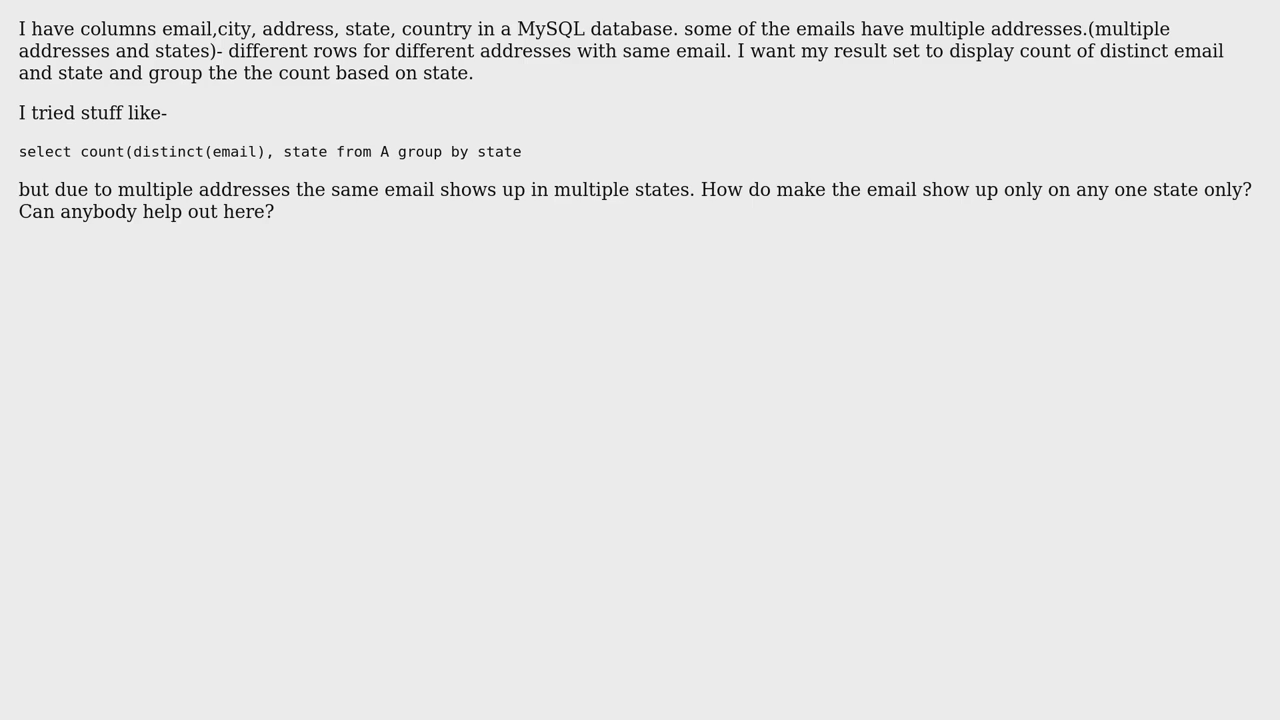 I have columns email,city, address, state, country in a MySQL database. some of the emails have multiple addresses.(multiple
addresses and states)- different rows for different addresses with same email. I want my result set to display count of distinct email
and state and group the the count based on state.
I tried stuff like-
select count(distinct(email), state from A group by state
but due to multiple addresses the same email shows up in multiple states. How do make the email show up only on any one state only?
Can anybody help out here?